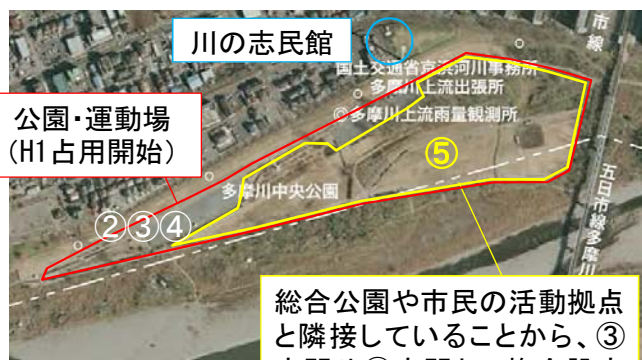 川の志民館
市
線
国土交通省京浜河川事務所
多摩川上流出張所
◎多摩川上流雨量観測所
公園・運動場
(H1占用開始)
⑤
多摩川中央公園
②③④
五日市線多摩川
総合公園や市民の活動拠点
と隣接していることから、③